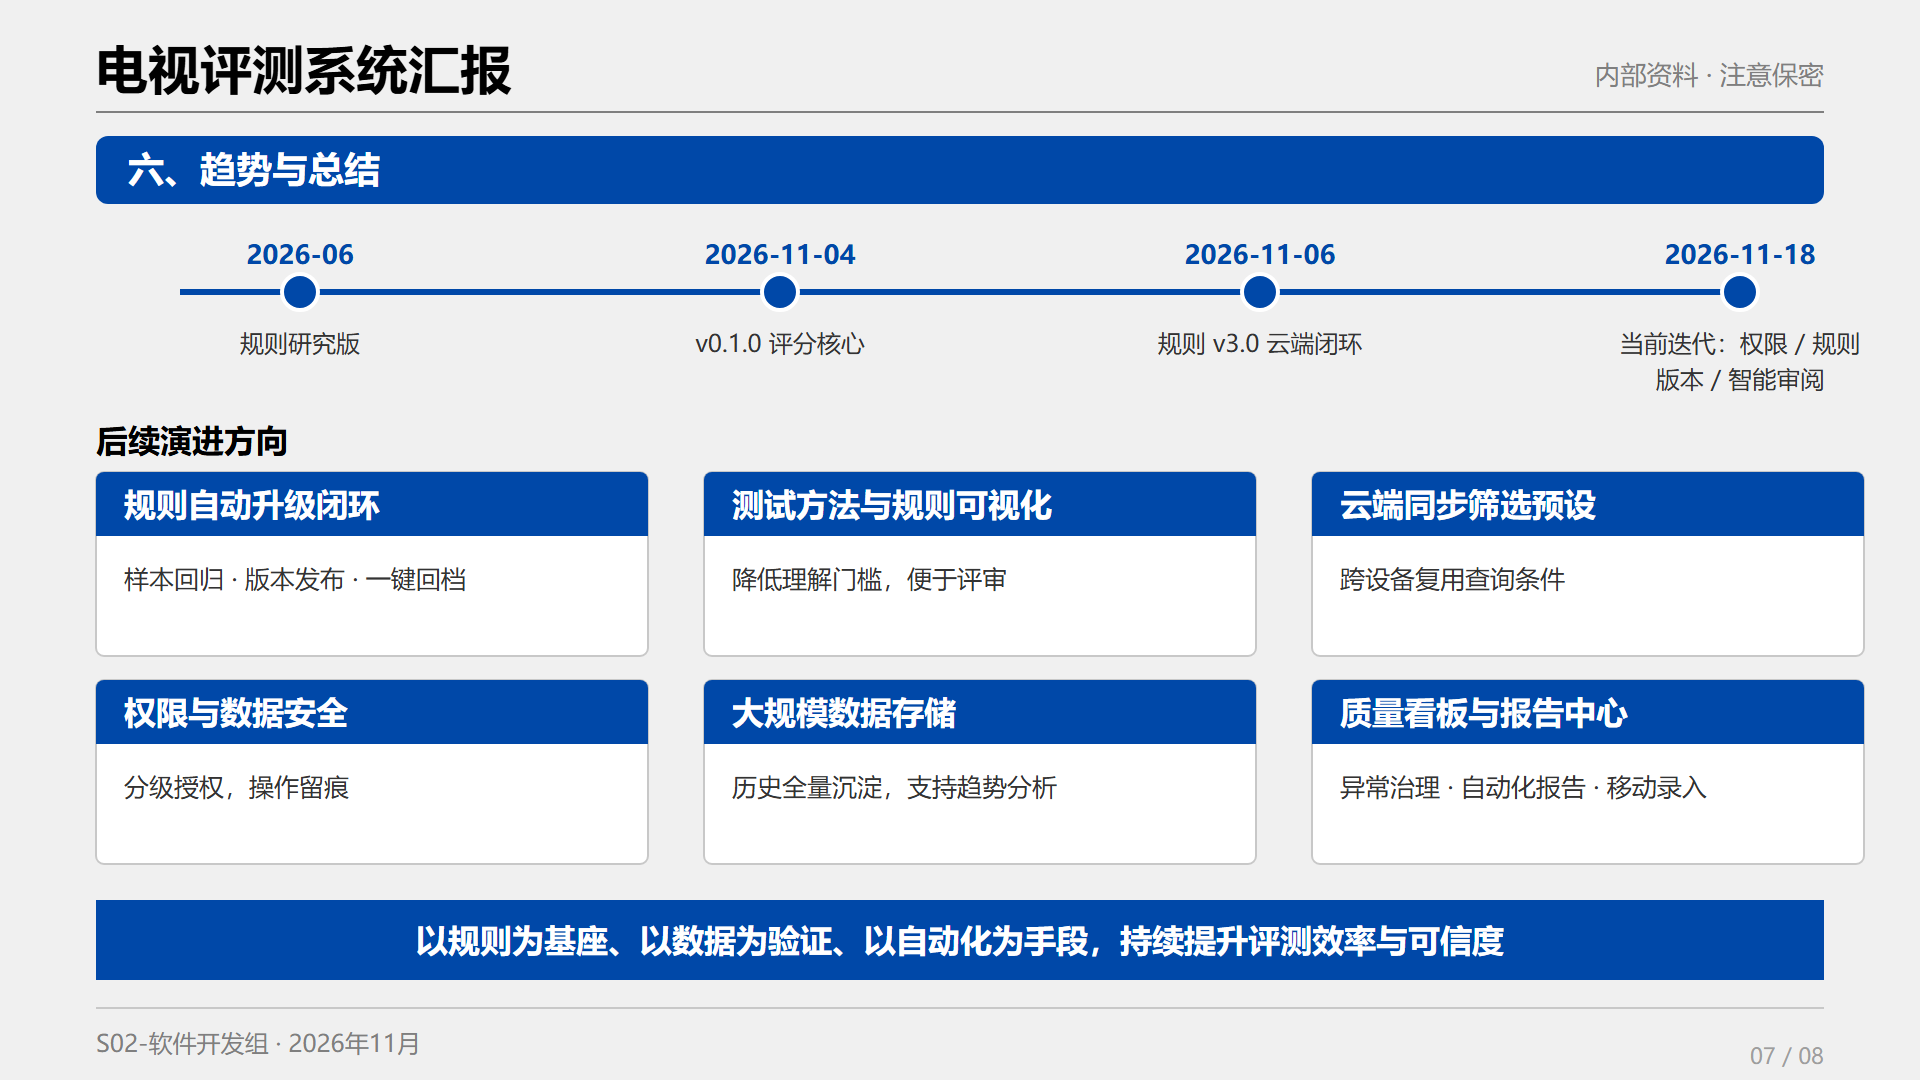 电视评测系统汇报
内部资料 · 注意保密
六、趋势与总结
2026-06
2026-11-04
2026-11-06
2026-11-18
规则研究版
v0.1.0 评分核心
规则 v3.0 云端闭环
当前迭代：权限 / 规则
版本 / 智能审阅
后续演进方向
规则自动升级闭环
测试方法与规则可视化
云端同步筛选预设
样本回归 · 版本发布 · 一键回档
降低理解门槛，便于评审
跨设备复用查询条件
权限与数据安全
大规模数据存储
质量看板与报告中心
分级授权，操作留痕
历史全量沉淀，支持趋势分析
异常治理 · 自动化报告 · 移动录入
以规则为基座、以数据为验证、以自动化为手段，持续提升评测效率与可信度
S02-软件开发组 · 2026年11月
07 / 08